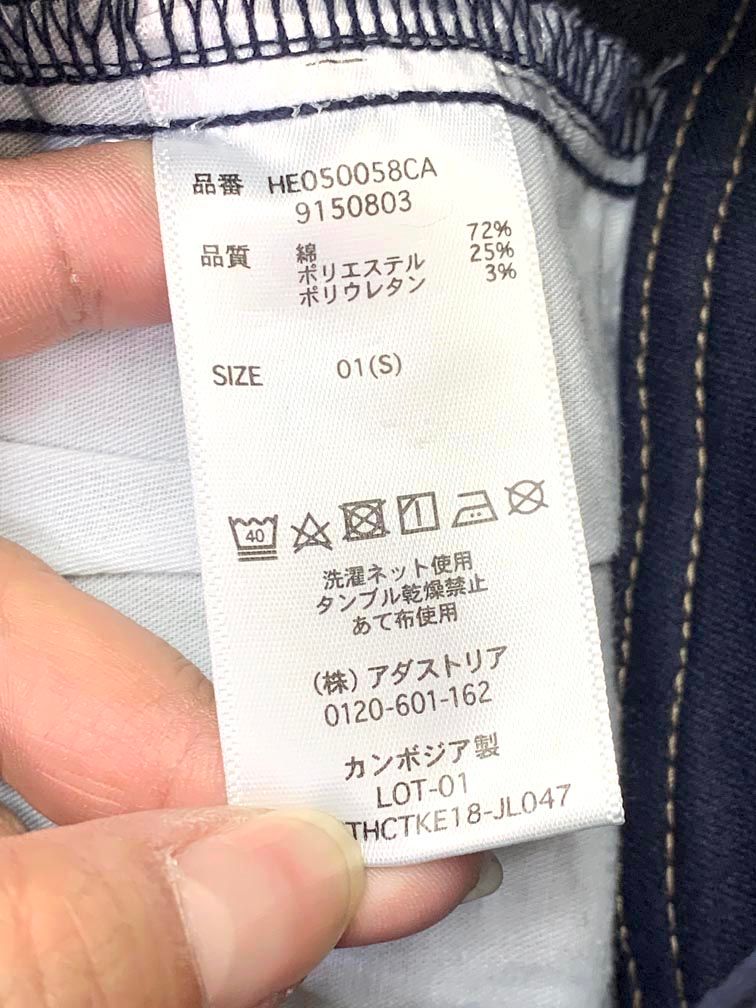 品番 HE050058CA
9150803
品質 綿 72%
ポリエステル 25%
ポリウレタン 3%
SIZE 01(S)
40
洗濯ネット使用
タンブル乾燥禁止
あて布使用
(株)アダストリア
0120-601-162
カンボジア製
LOT-01
THCTKE18-JL047